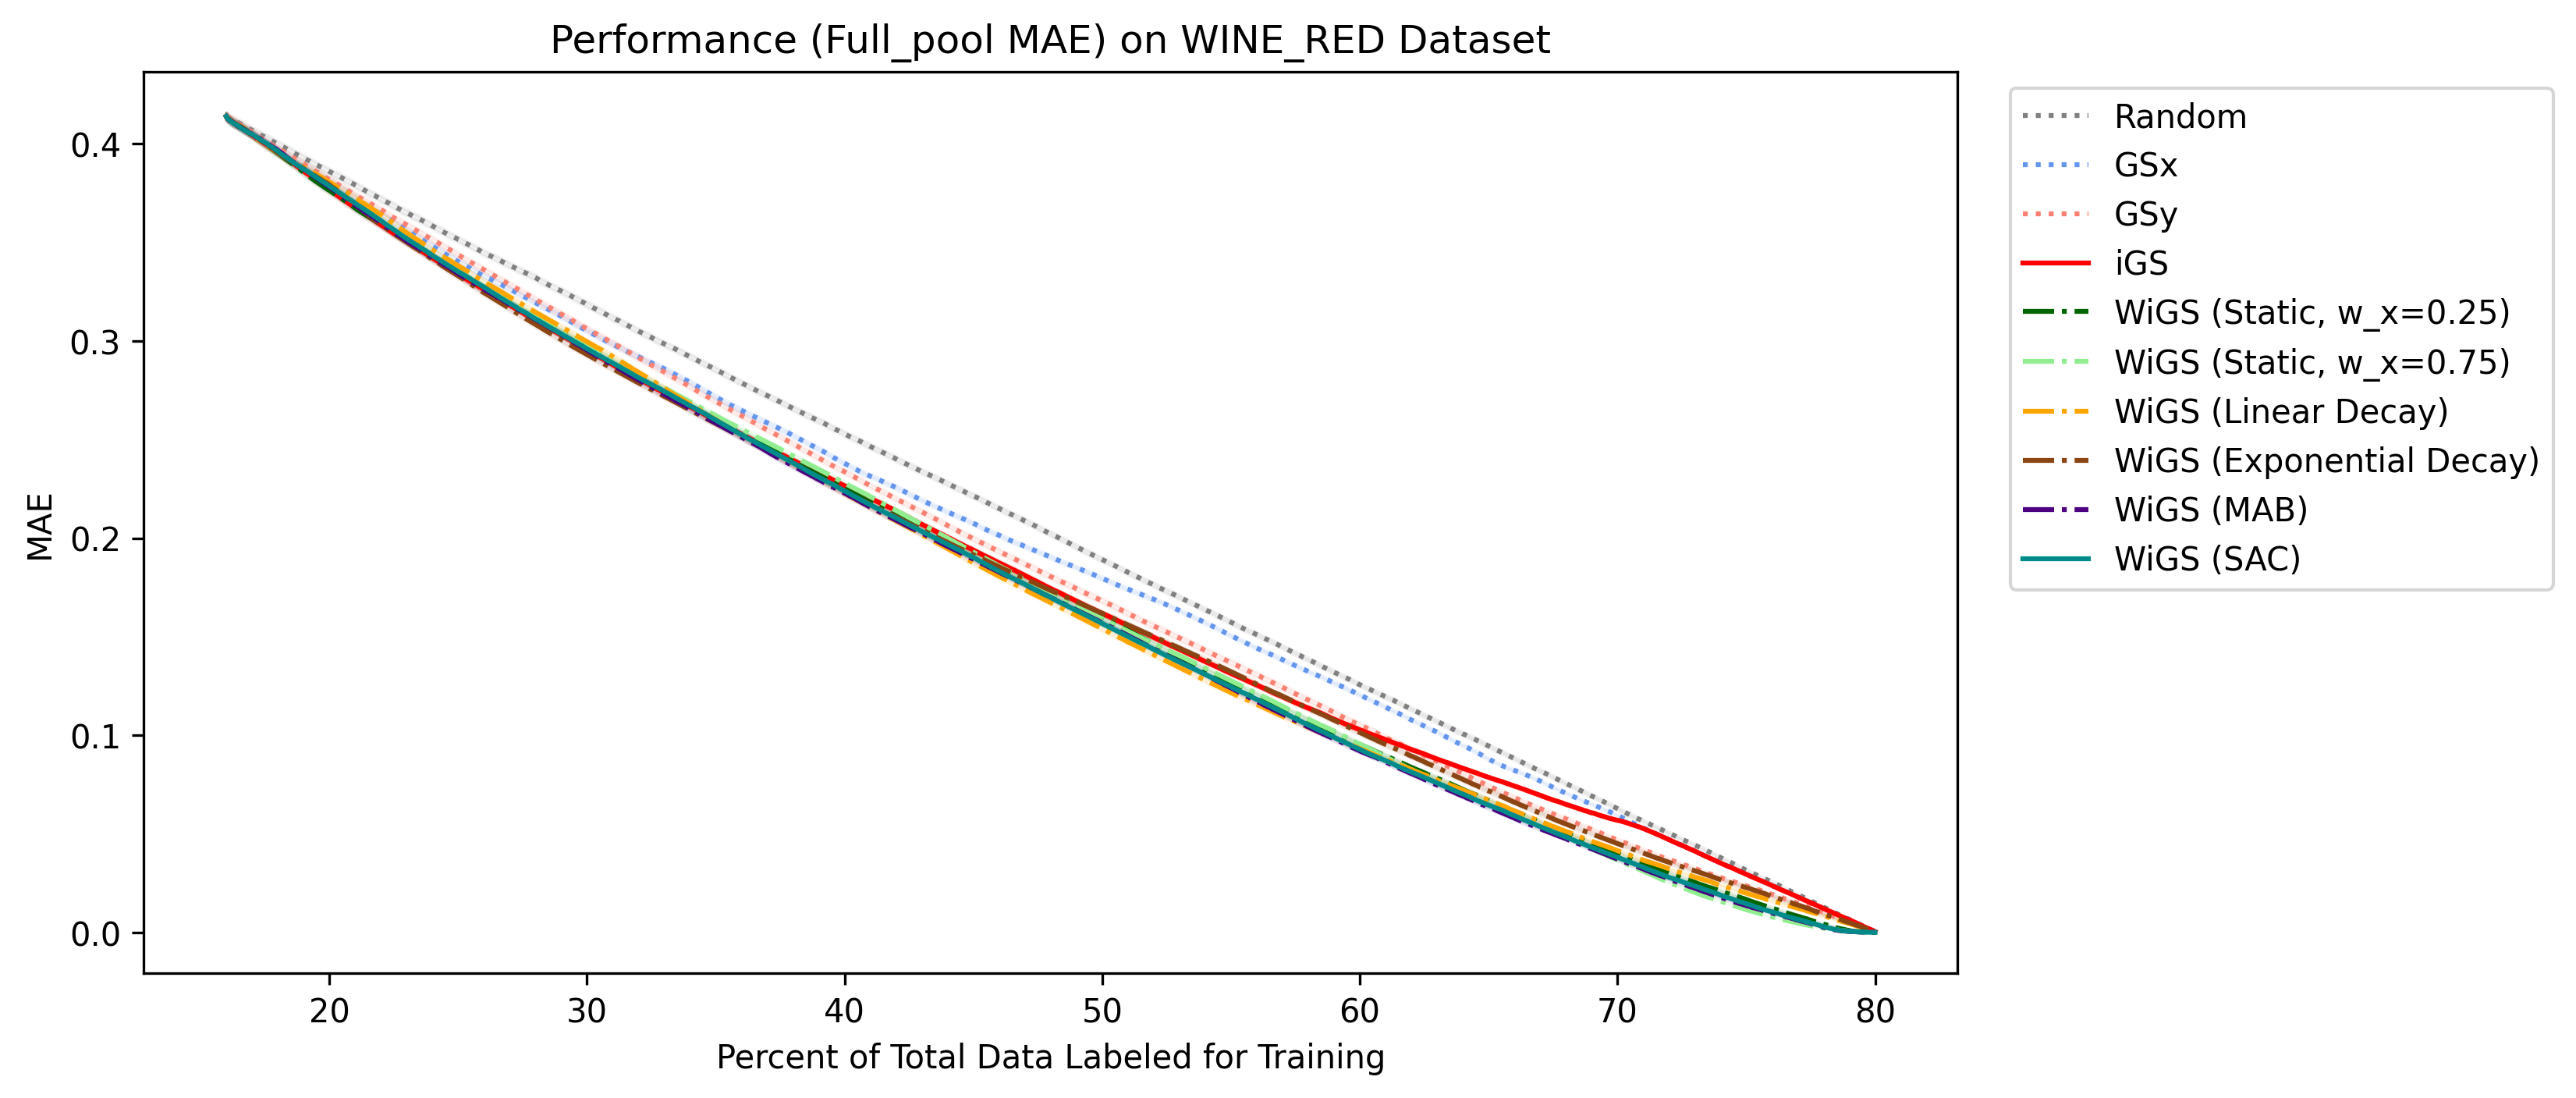 Performance (Full_pool MAE) on WINE_RED Dataset
MAE
0.4
0.3
0.2
0.1
0.0
20
30
40
50
60
70
80
Percent of Total Data Labeled for Training
Random
GSx
GSy
iGS
WiGS (Static, w_x=0.25)
WiGS (Static, w_x=0.75)
WiGS (Linear Decay)
WiGS (Exponential Decay)
WiGS (MAB)
WiGS (SAC)